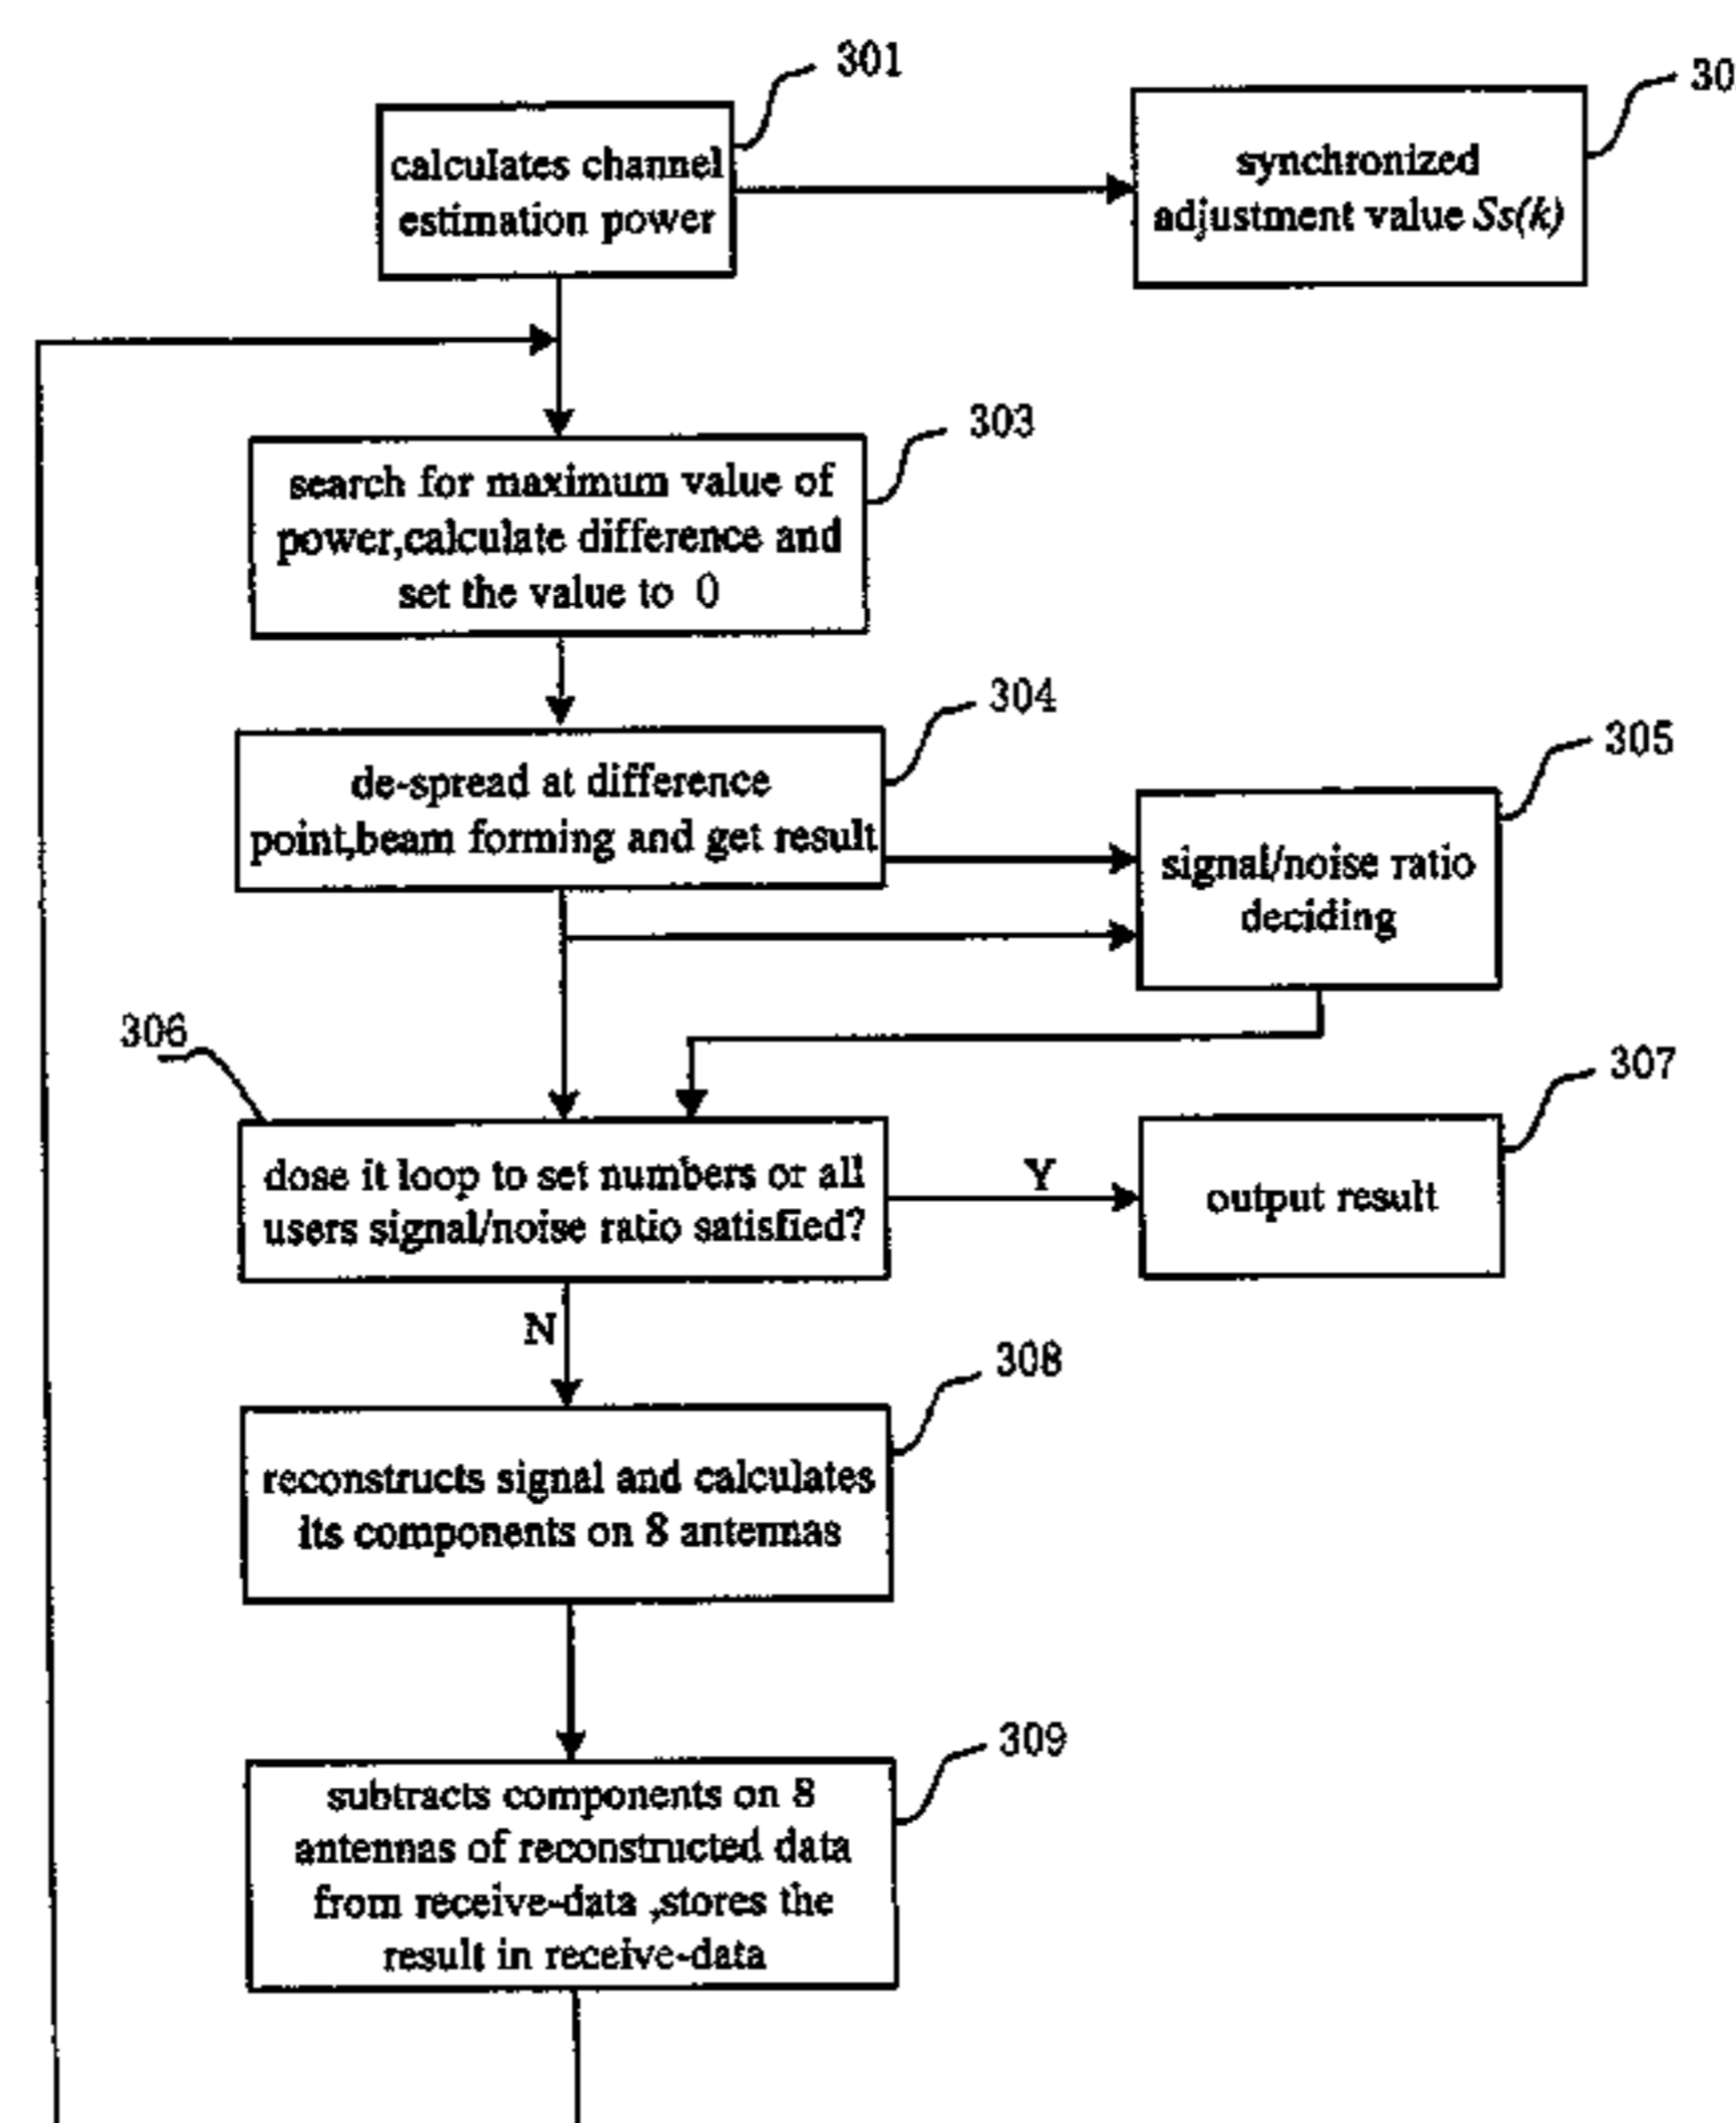 301
calculates channel
estimation power
30
synchronized
adjustment value Ss(k)
303
search for maximum value of
power,calculate difference and
set the value to 0
304
de-spread at difference
point,beam forming and get result
305
signal/noise ratio
deciding
306
dose it loop to set numbers or all
users signal/noise ratio satisfied?
Y
307
output result
N
308
reconstructs signal and calculates
its components on 8 antennas
309
subtracts components on 8
antennas of reconstructed data
from receive-data ,stores the
result in receive-data